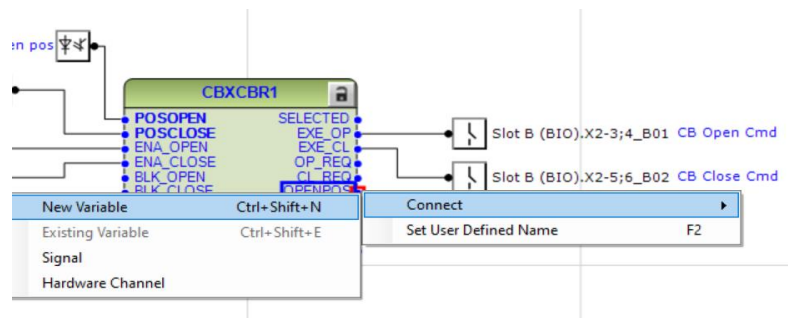 en pos
CBXCBR1
POSOPEN SELECTED
POSCLOSE EXE_OP
ENA_OPEN EXE_CL
ENA_CLOSE OP_REQ
BLK_OPEN CL_REQ
BLK_CLOSE OPENPOS
Slot B (BIO).X2-3;4_B01 CB Open Cmd
Slot B (BIO).X2-5;6_B02 CB Close Cmd
New Variable Ctrl+Shift+N
Existing Variable Ctrl+Shift+E
Signal
Hardware Channel
Connect
Set User Defined Name F2